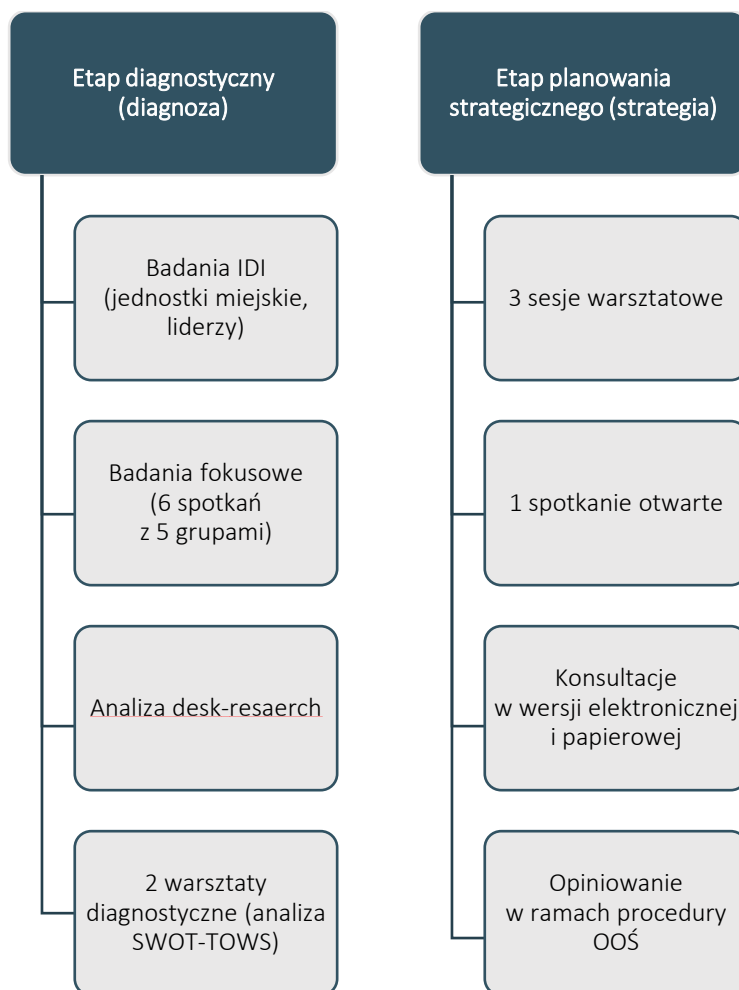 Etap diagnostyczny
(diagnoza)
Badania IDI
(jednostki miejskie,
liderzy)
Badania fokusowe
(6 spotkań
z 5 grupami)
Analiza desk-resaerch
2 warsztaty
diagnostyczne (analiza
SWOT-TOWS)
Etap planowania
strategicznego (strategia)
3 sesje warsztatowe
1 spotkanie otwarte
Konsultacje
w wersji elektronicznej
i papierowej
Opiniowanie
w ramach procedury
OOŚ